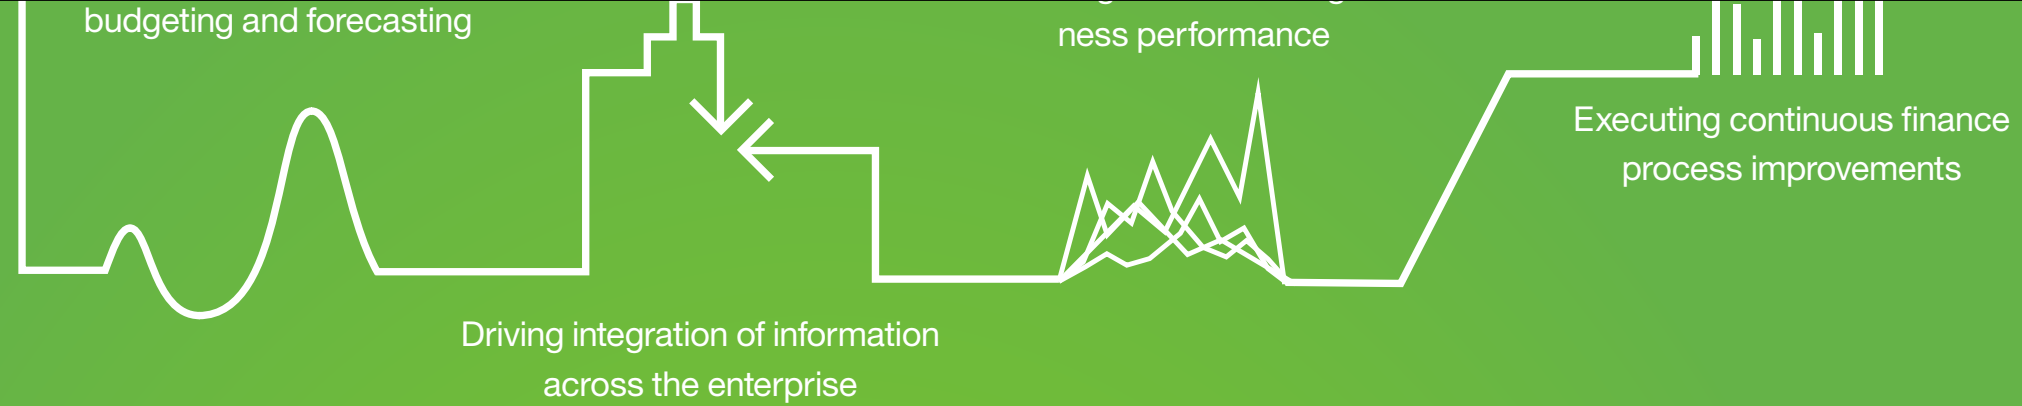 budgeting and forecasting
ness performance
Executing continuous finance
process improvements
Driving integration of information
across the enterprise